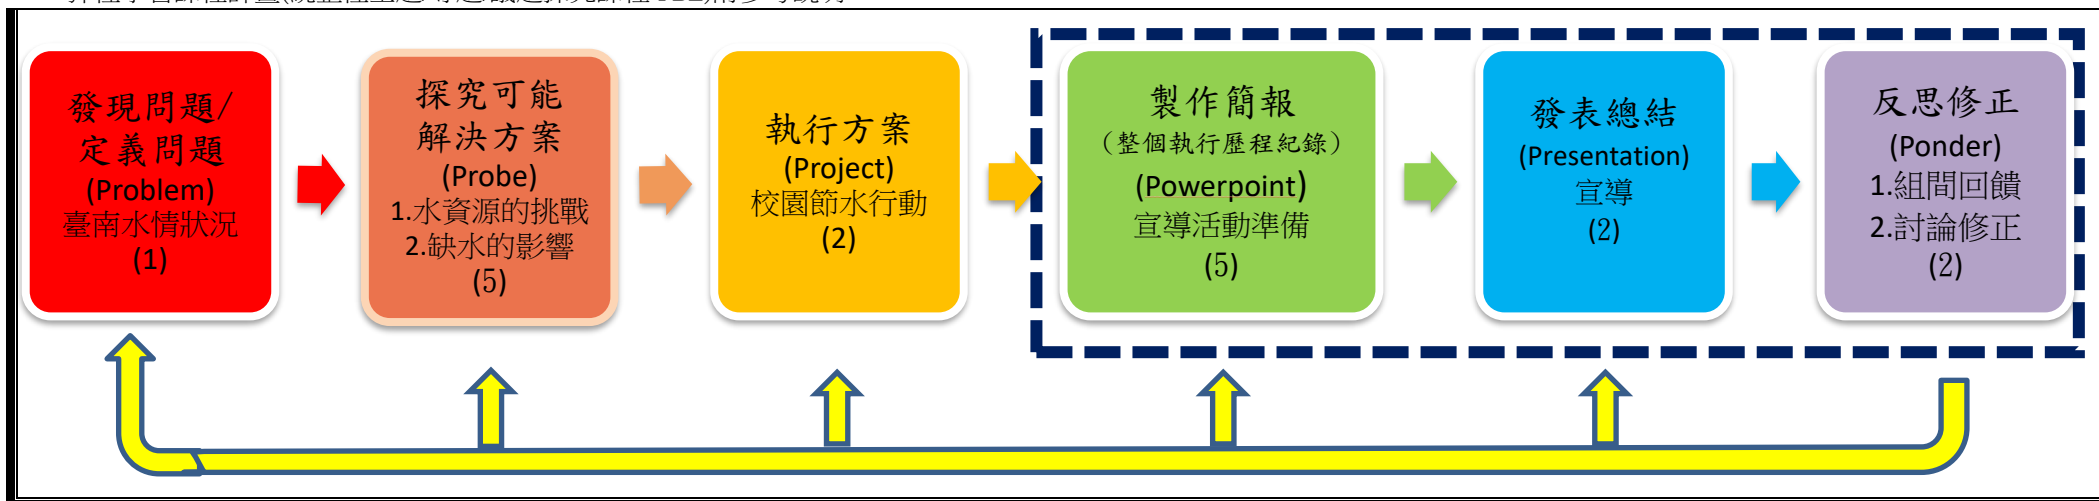 發現問題/
定義問題
(Problem)
臺南水情狀況
(1)
探究可能
解決方案
(Probe)
1.水資源的挑戰
2.缺水的影響
(5)
執行方案
(Project)
校園節水行動
(2)
製作簡報
（整個執行歷程紀錄）
(Powerpoint)
宣導活動準備
(5)
發表總結
(Presentation)
宣導
(2)
反思修正
(Ponder)
1.組間回饋
2.討論修正
(2)